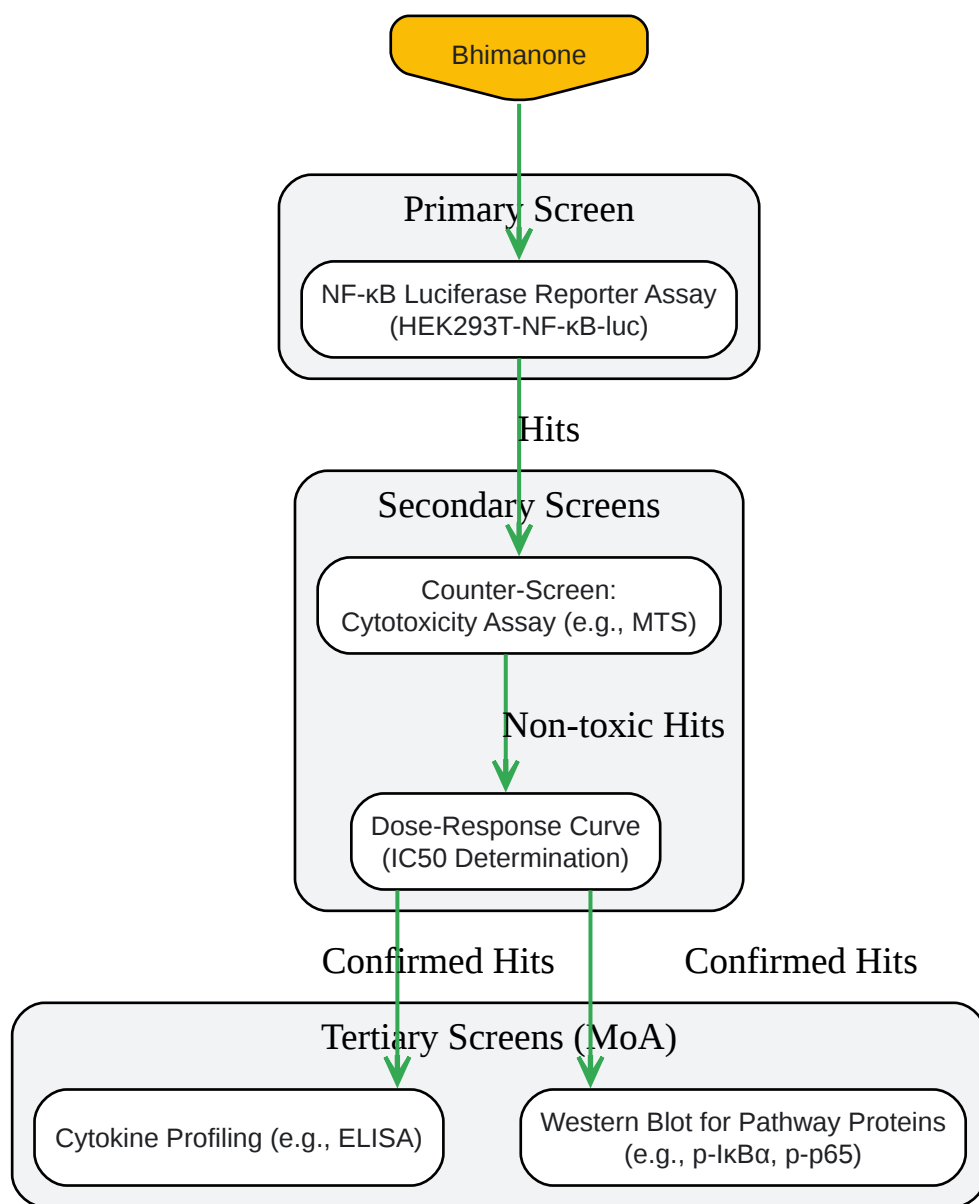 Bhimanone
Primary Screen
NF-κB Luciferase Reporter Assay
(HEK293T-NF-κB-luc)
Hits
Secondary Screens
Counter-Screen:
Cytotoxicity Assay (e.g., MTS)
Non-toxic Hits
Dose-Response Curve
(IC50 Determination)
Confirmed Hits
Confirmed Hits
Tertiary Screens (MoA)
Cytokine Profiling (e.g., ELISA)
Western Blot for Pathway Proteins
(e.g., p-IκBα, p-p65)